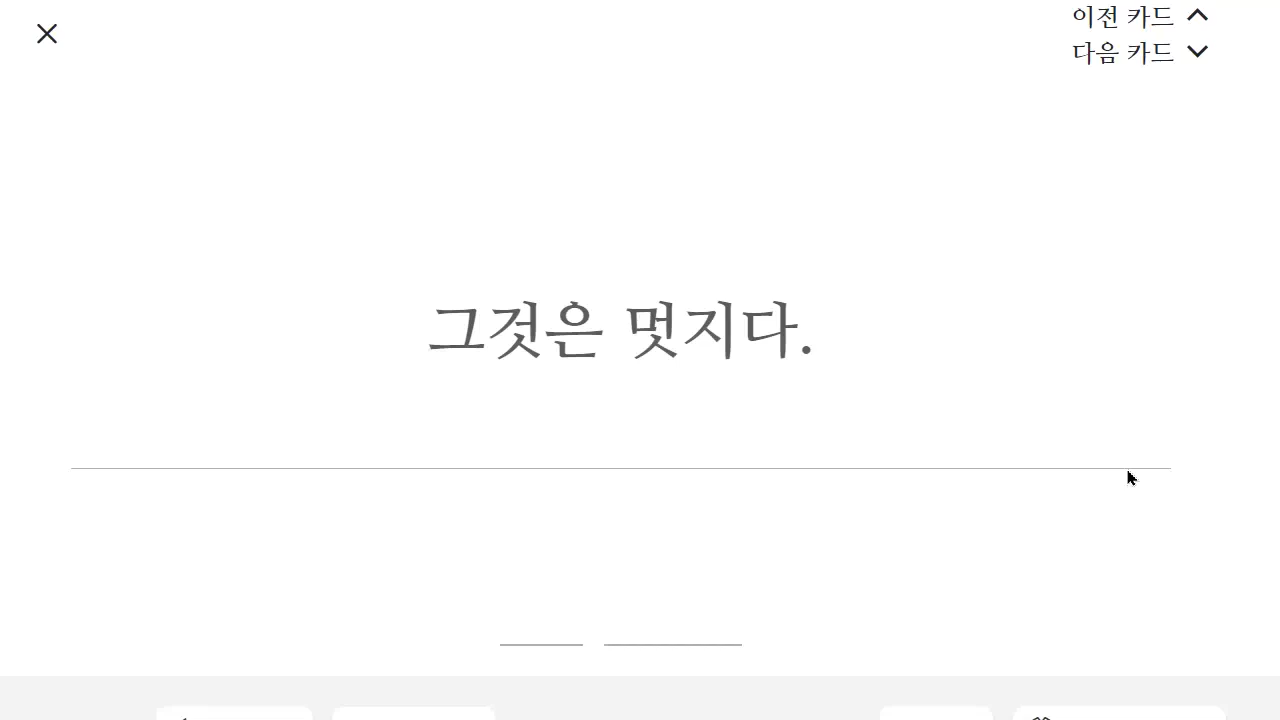 이전 카드
다음 카드
그것은 멋지다.